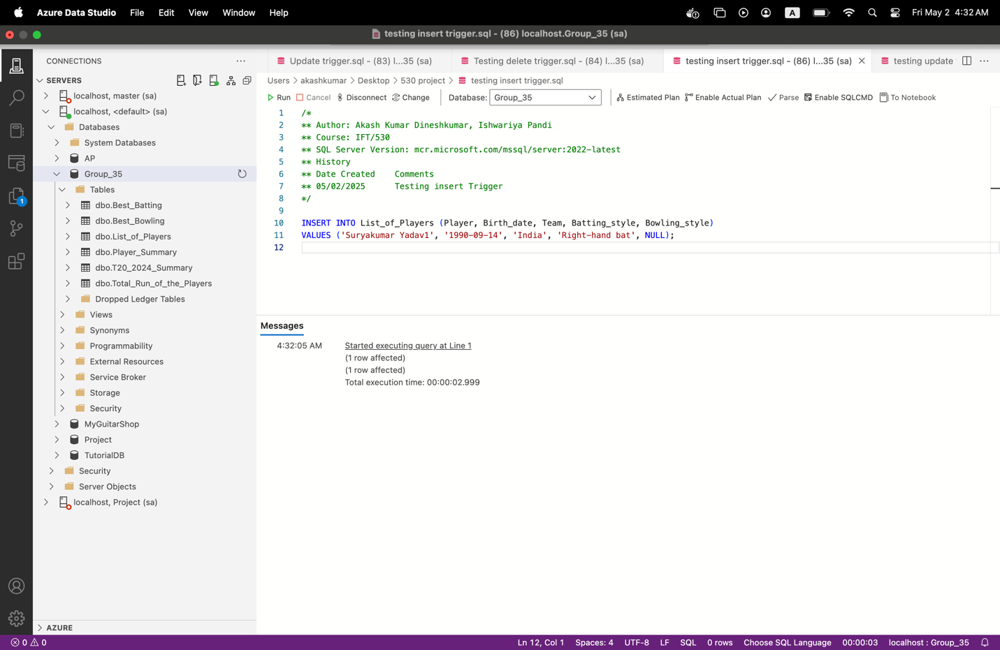 Azure Data Studio File Edit View Window Help A Fri May 2 4:32 AM
testing insert trigger.sql - (86) localhost.Group_35 (sa)
CONNECTIONS
SERVERS
localhost, master (sa)
localhost, <default> (sa)
Databases
System Databases
AP
Group_35
Tables
dbo.Best_Batting
dbo.Best_Bowling
dbo.List_of_Players
dbo.Player_Summary
dbo.T20_2024_Summary
dbo.Total_Run_of_the_Players
Dropped Ledger Tables
Views
Synonyms
Programmability
External Resources
Service Broker
Storage
Security
MyGuitarShop
Project
TutorialDB
Security
Server Objects
localhost, Project (sa)
AZURE
1
Update trigger.sql - (83) l...35 (sa) Testing delete trigger.sql - (84) l...35 (sa) testing insert trigger.sql - (86) l...35 (sa) testing update
Users > akashkumar > Desktop > 530 project > testing insert trigger.sql
Run Cancel Disconnect Change Database: Group_35 Estimated Plan Enable Actual Plan Parse Enable SQLCMD To Notebook
1 /*
2 ** Author: Akash Kumar Dineshkumar, Ishwariya Pandi
3 ** Course: IFT/530
4 ** SQL Server Version: mcr.microsoft.com/mssql/server:2022-latest
5 ** History
6 ** Date Created Comments
7 ** 05/02/2025 Testing insert Trigger
8 */
9
10 INSERT INTO List_of_Players (Player, Birth_date, Team, Batting_style, Bowling_style)
11 VALUES ('Suryakumar Yadav1', '1990-09-14', 'India', 'Right-hand bat', NULL);
12
Messages
4:32:05 AM Started executing query at Line 1
(1 row affected)
(1 row affected)
Total execution time: 00:00:02.999
0 0 Ln 12, Col 1 Spaces: 4 UTF-8 LF SQL 0 rows Choose SQL Language 00:00:03 localhost : Group_35